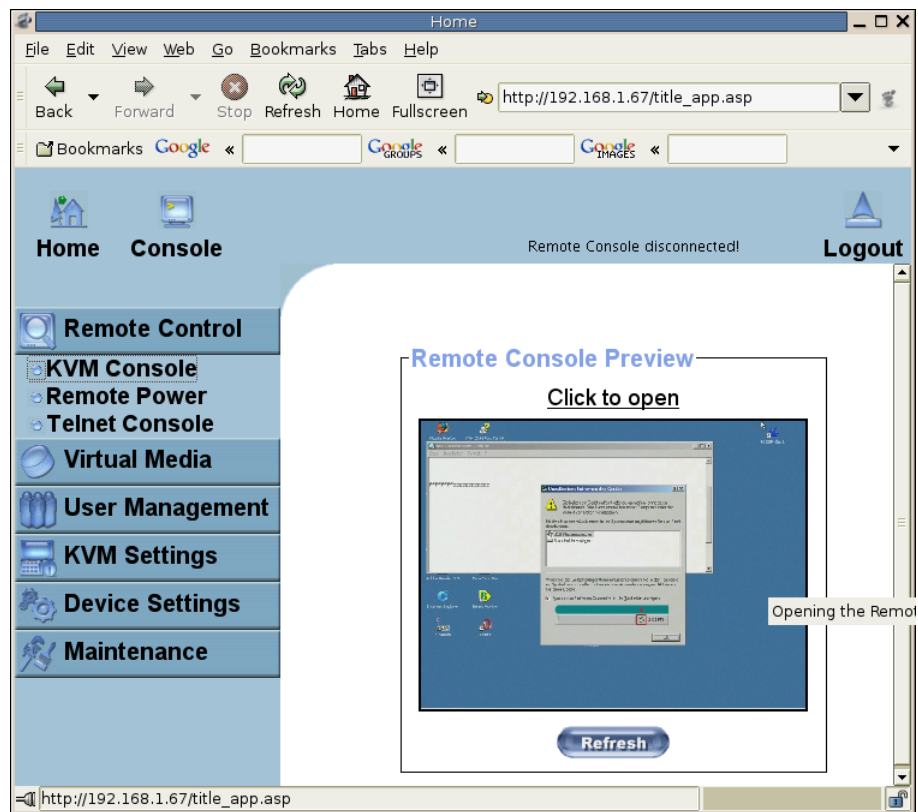 Home
File Edit View Web Go Bookmarks Tabs Help
Back Forward Stop Refresh Home Fullscreen http://192.168.1.67/title_app.asp
Bookmarks Google « Google GROUPS « Google IMAGES «
Home Console Remote Console disconnected! Logout
Remote Control
KVM Console
Remote Power
Telnet Console
Virtual Media
User Management
KVM Settings
Device Settings
Maintenance
Remote Console Preview
Click to open
Opening the Remot
Refresh
http://192.168.1.67/title_app.asp